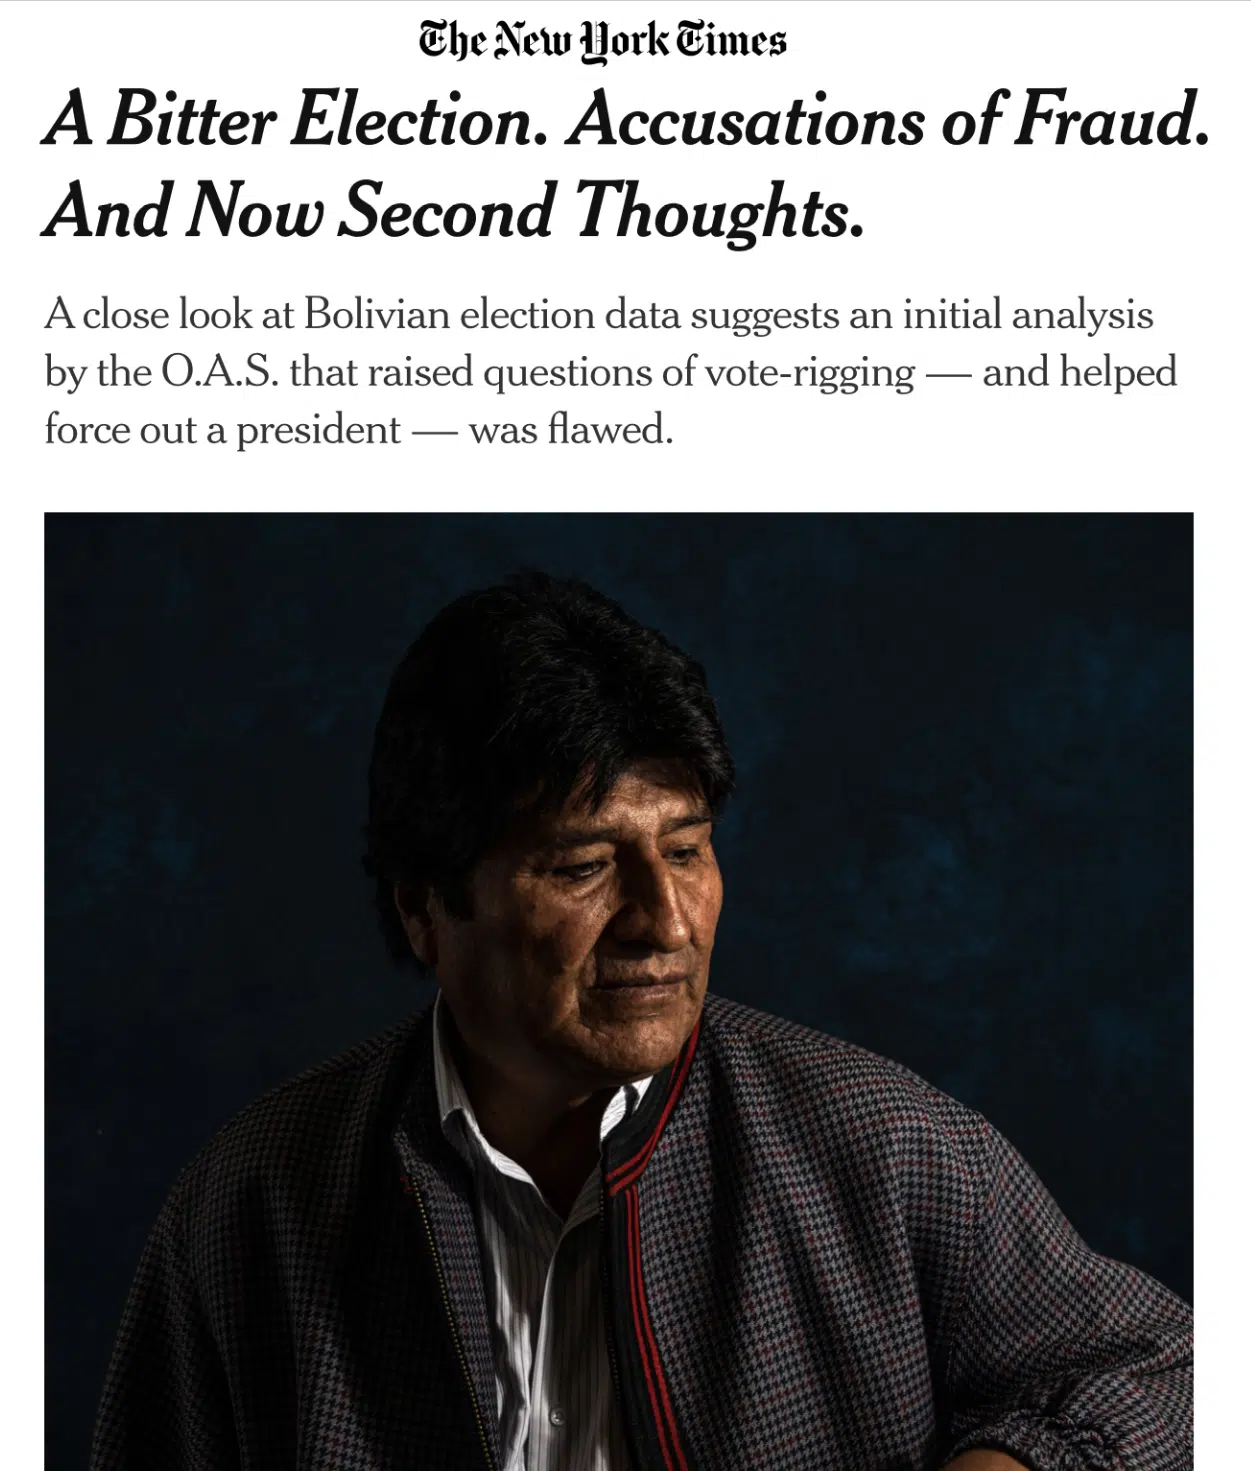 The New York Times
A Bitter Election. Accusations of Fraud.
And Now Second Thoughts.
A close look at Bolivian election data suggests an initial analysis
by the O.A.S. that raised questions of vote-rigging — and helped
force out a president — was flawed.